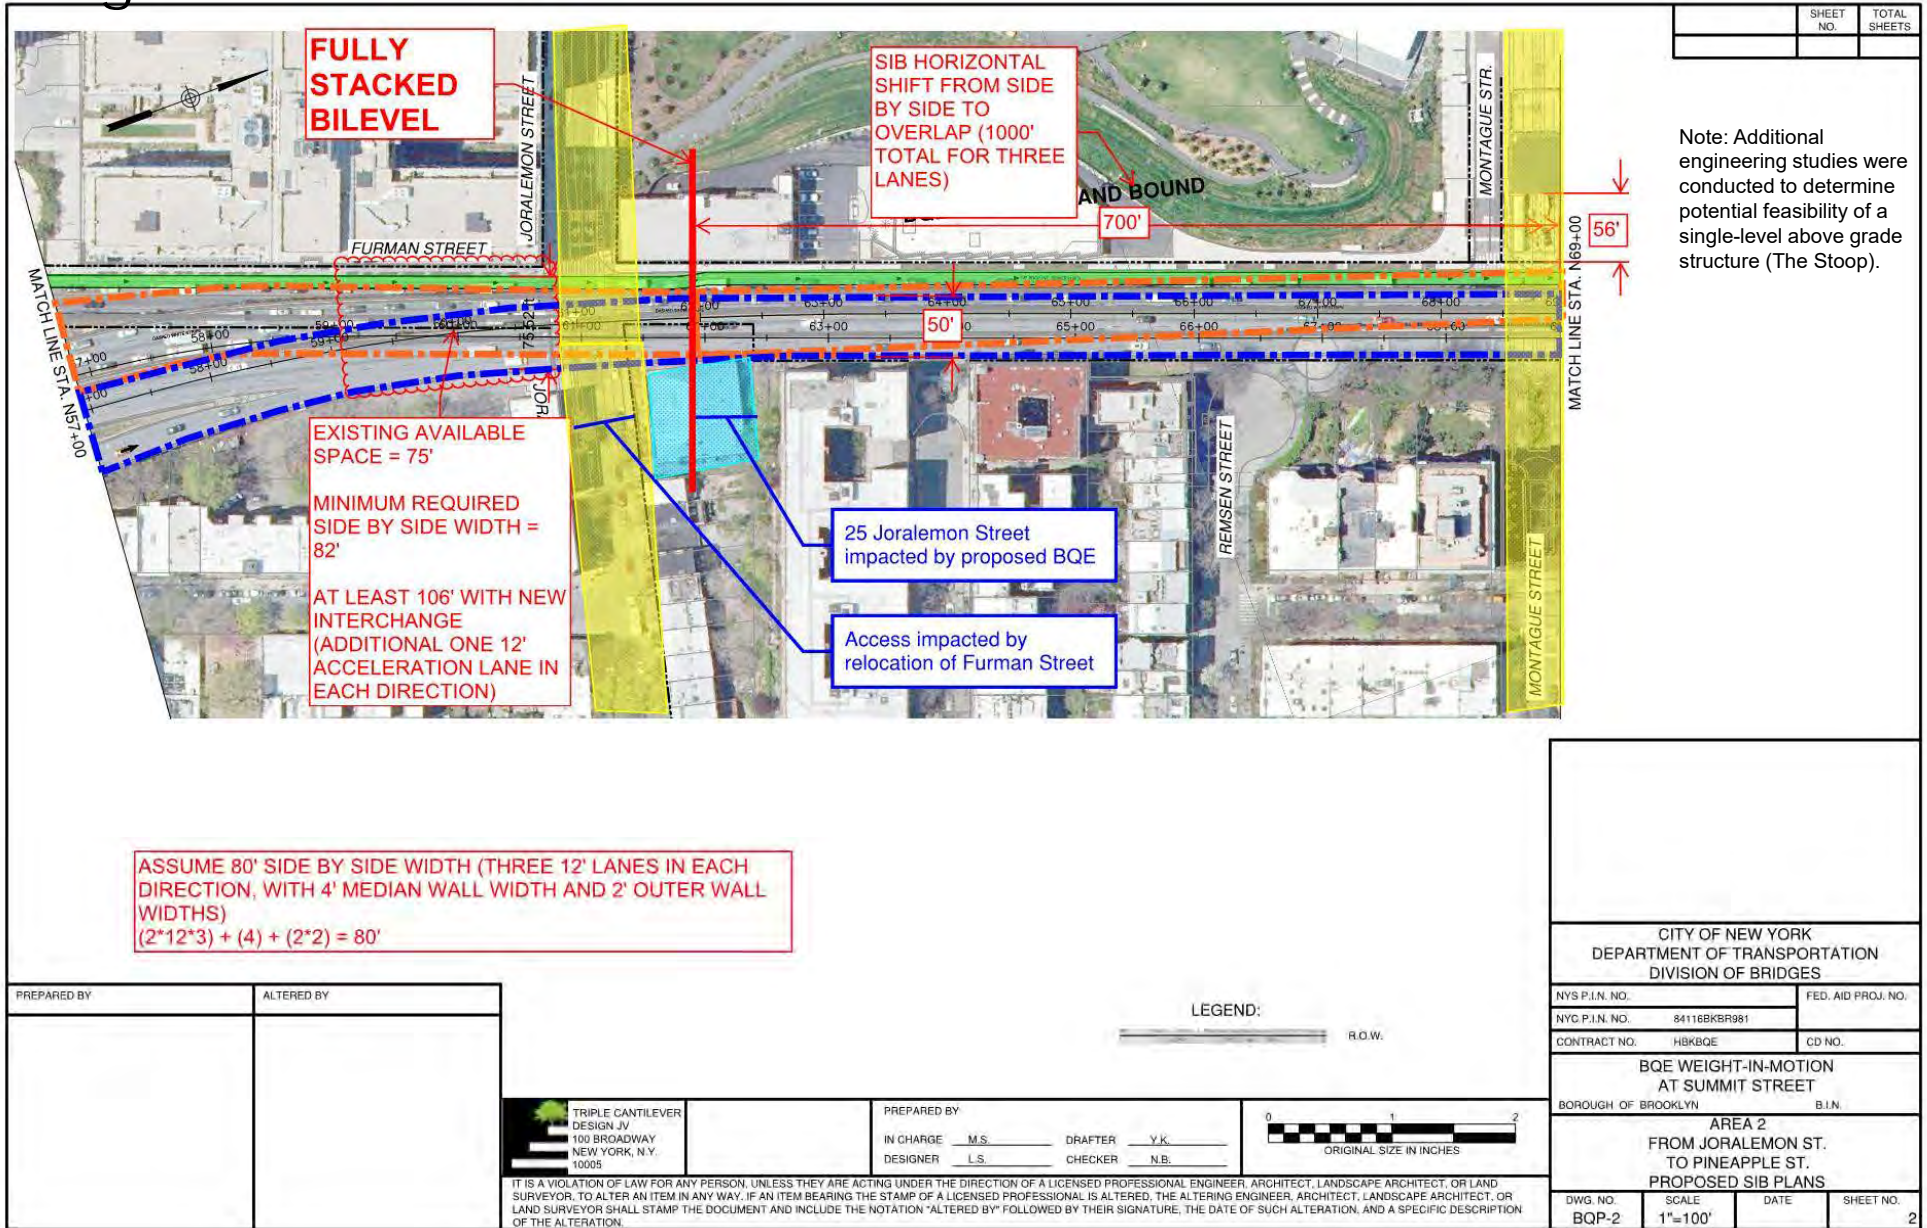 SHEET
NO.
TOTAL
SHEETS
FULLY
STACKED
BILEVEL
JORALEMON STREET
SIB HORIZONTAL
SHIFT FROM SIDE
BY SIDE TO
OVERLAP (1000'
TOTAL FOR THREE
LANES)
AND BOUND
MONTAGUE STR.
Note: Additional
engineering studies were
conducted to determine
potential feasibility of a
single-level above grade
structure (The Stoop).
700'
56'
FURMAN STREET
MATCH LINE STA. N57+00
MATCH LINE STA. N69+00
63+00
64+00
65+00
66+00
67+00
68+00
58+00
59+00
7+00
58+00
59+00
63+00
65+00
66+00
67+00
+00
50'
JOR
EXISTING AVAILABLE
SPACE = 75'
MINIMUM REQUIRED
SIDE BY SIDE WIDTH =
82'
AT LEAST 106' WITH NEW
INTERCHANGE
(ADDITIONAL ONE 12'
ACCELERATION LANE IN
EACH DIRECTION)
25 Joralemon Street
impacted by proposed BQE
Access impacted by
relocation of Furman Street
REMSEN STREET
MONTAGUE STREET
ASSUME 80' SIDE BY SIDE WIDTH (THREE 12' LANES IN EACH
DIRECTION, WITH 4' MEDIAN WALL WIDTH AND 2' OUTER WALL
WIDTHS)
(2*12*3) + (4) + (2*2) = 80'
PREPARED BY
ALTERED BY
LEGEND:
R.O.W.
TRIPLE CANTILEVER
DESIGN JV
100 BROADWAY
NEW YORK, N.Y.
10005
PREPARED BY
IN CHARGE M.S. DRAFTER Y.K.
DESIGNER L.S. CHECKER N.B.
0 1 2
ORIGINAL SIZE IN INCHES
IT IS A VIOLATION OF LAW FOR ANY PERSON, UNLESS THEY ARE ACTING UNDER THE DIRECTION OF A LICENSED PROFESSIONAL ENGINEER, ARCHITECT, LANDSCAPE ARCHITECT, OR LAND
SURVEYOR, TO ALTER AN ITEM IN ANY WAY. IF AN ITEM BEARING THE STAMP OF A LICENSED PROFESSIONAL IS ALTERED, THE ALTERING ENGINEER, ARCHITECT, LANDSCAPE ARCHITECT, OR
LAND SURVEYOR SHALL STAMP THE DOCUMENT AND INCLUDE THE NOTATION "ALTERED BY" FOLLOWED BY THEIR SIGNATURE, THE DATE OF SUCH ALTERATION, AND A SPECIFIC DESCRIPTION
OF THE ALTERATION.
CITY OF NEW YORK
DEPARTMENT OF TRANSPORTATION
DIVISION OF BRIDGES
NYS P.I.N. NO.
FED. AID PROJ. NO.
NYC P.I.N. NO. 84116BKBR981
CONTRACT NO. HBKBQE
CD NO.
BQE WEIGHT-IN-MOTION
AT SUMMIT STREET
BOROUGH OF BROOKLYN B.I.N.
AREA 2
FROM JORALEMON ST.
TO PINEAPPLE ST.
PROPOSED SIB PLANS
DWG. NO.
BQP-2
SCALE
1"=100'
DATE
SHEET NO.
2